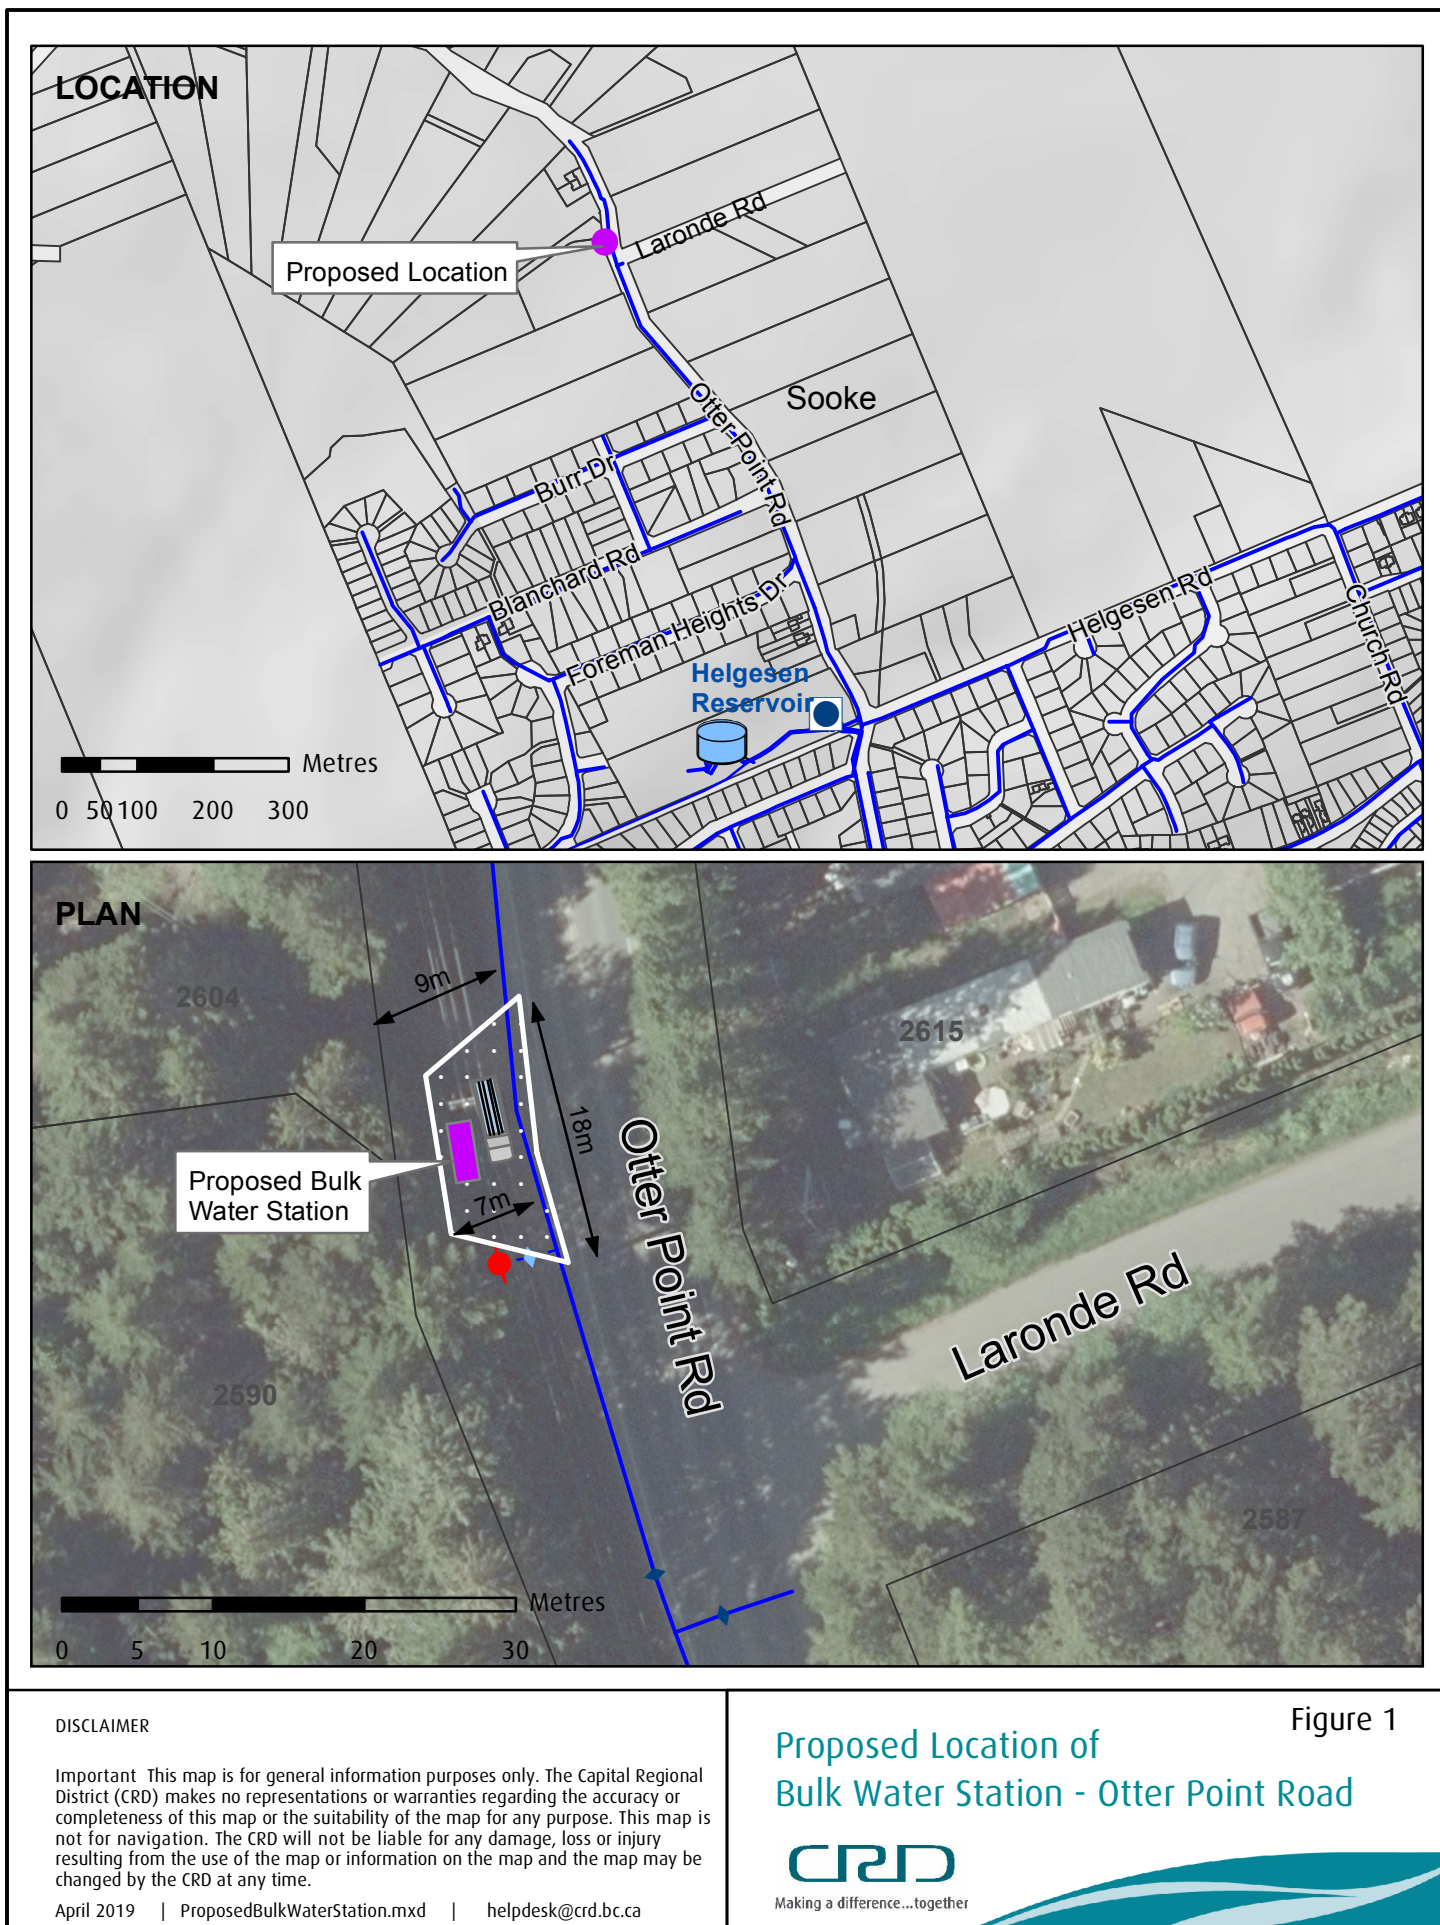 LOCATION
Laronde Rd
Proposed Location
Otter Point Rd
Sooke
Burr Dr
Blanchard Rd
Foreman Heights Dr
Helgesen Rd
Church Rd
Helgesen
Reservoir
Metres
0 50 100 200 300
PLAN
9m
2604
2615
18m
Otter Point Rd
Proposed Bulk
Water Station
7m
Laronde Rd
2590
2587
Metres
0 5 10 20 30
DISCLAIMER
Important This map is for general information purposes only. The Capital Regional
District (CRD) makes no representations or warranties regarding the accuracy or
completeness of this map or the suitability of the map for any purpose. This map is
not for navigation. The CRD will not be liable for any damage, loss or injury
resulting from the use of the map or information on the map and the map may be
changed by the CRD at any time.
April 2019 | ProposedBulkWaterStation.mxd | helpdesk@crd.bc.ca
Figure 1
Proposed Location of
Bulk Water Station - Otter Point Road
CRD
Making a difference...together